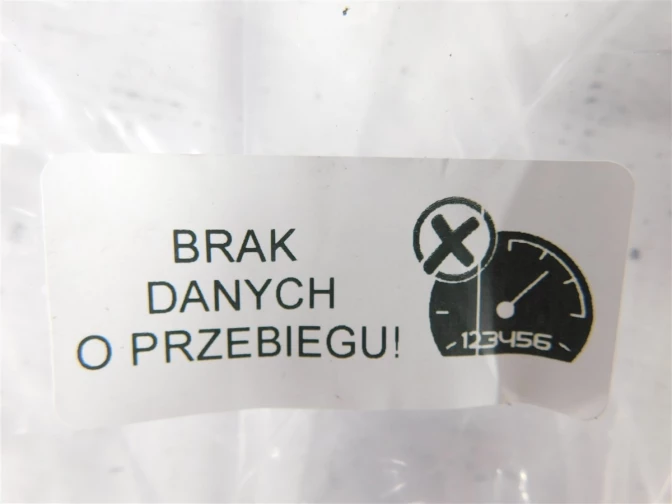 BRAK
DANYCH
O PRZEBIEGU!
123456